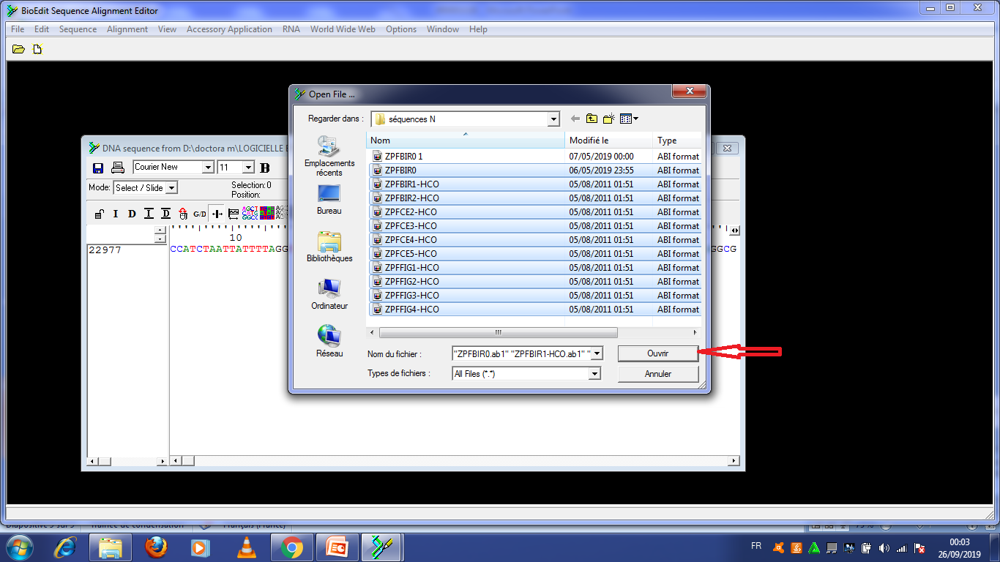 BioEdit Sequence Alignment Editor
File Edit Sequence Alignment View Accessory Application RNA World Wide Web Options Window Help
Open File ...
Regarder dans : séquences N
Emplacements récents
Bureau
Bibliothèques
Ordinateur
Réseau
Nom Modifié le Type
ZPFBIR0 1 07/05/2019 00:00 ABI format
ZPFBIR0 06/05/2019 23:55 ABI format
ZPFBIR1-HCO 05/08/2011 01:51 ABI format
ZPFBIR2-HCO 05/08/2011 01:51 ABI format
ZPFCE2-HCO 05/08/2011 01:51 ABI format
ZPFCE3-HCO 05/08/2011 01:51 ABI format
ZPFCE4-HCO 05/08/2011 01:51 ABI format
ZPFCE5-HCO 05/08/2011 01:51 ABI format
ZPFFIG1-HCO 05/08/2011 01:51 ABI format
ZPFFIG2-HCO 05/08/2011 01:51 ABI format
ZPFFIG3-HCO 05/08/2011 01:51 ABI format
ZPFFIG4-HCO 05/08/2011 01:51 ABI format
Nom du fichier : "ZPFBIR0.ab1" "ZPFBIR1-HCO.ab1" " Ouvrir
Types de fichiers : All Files (*.*) Annuler
DNA sequence from D:\doctora m\LOGICIELLE
Courier New 11 B
Mode: Select / Slide Selection: 0
Position:
I D I D G/D
10
22977 CCATCTAATTATTTTAGG GGCG
Français (France)
FR 00:03
26/09/2019